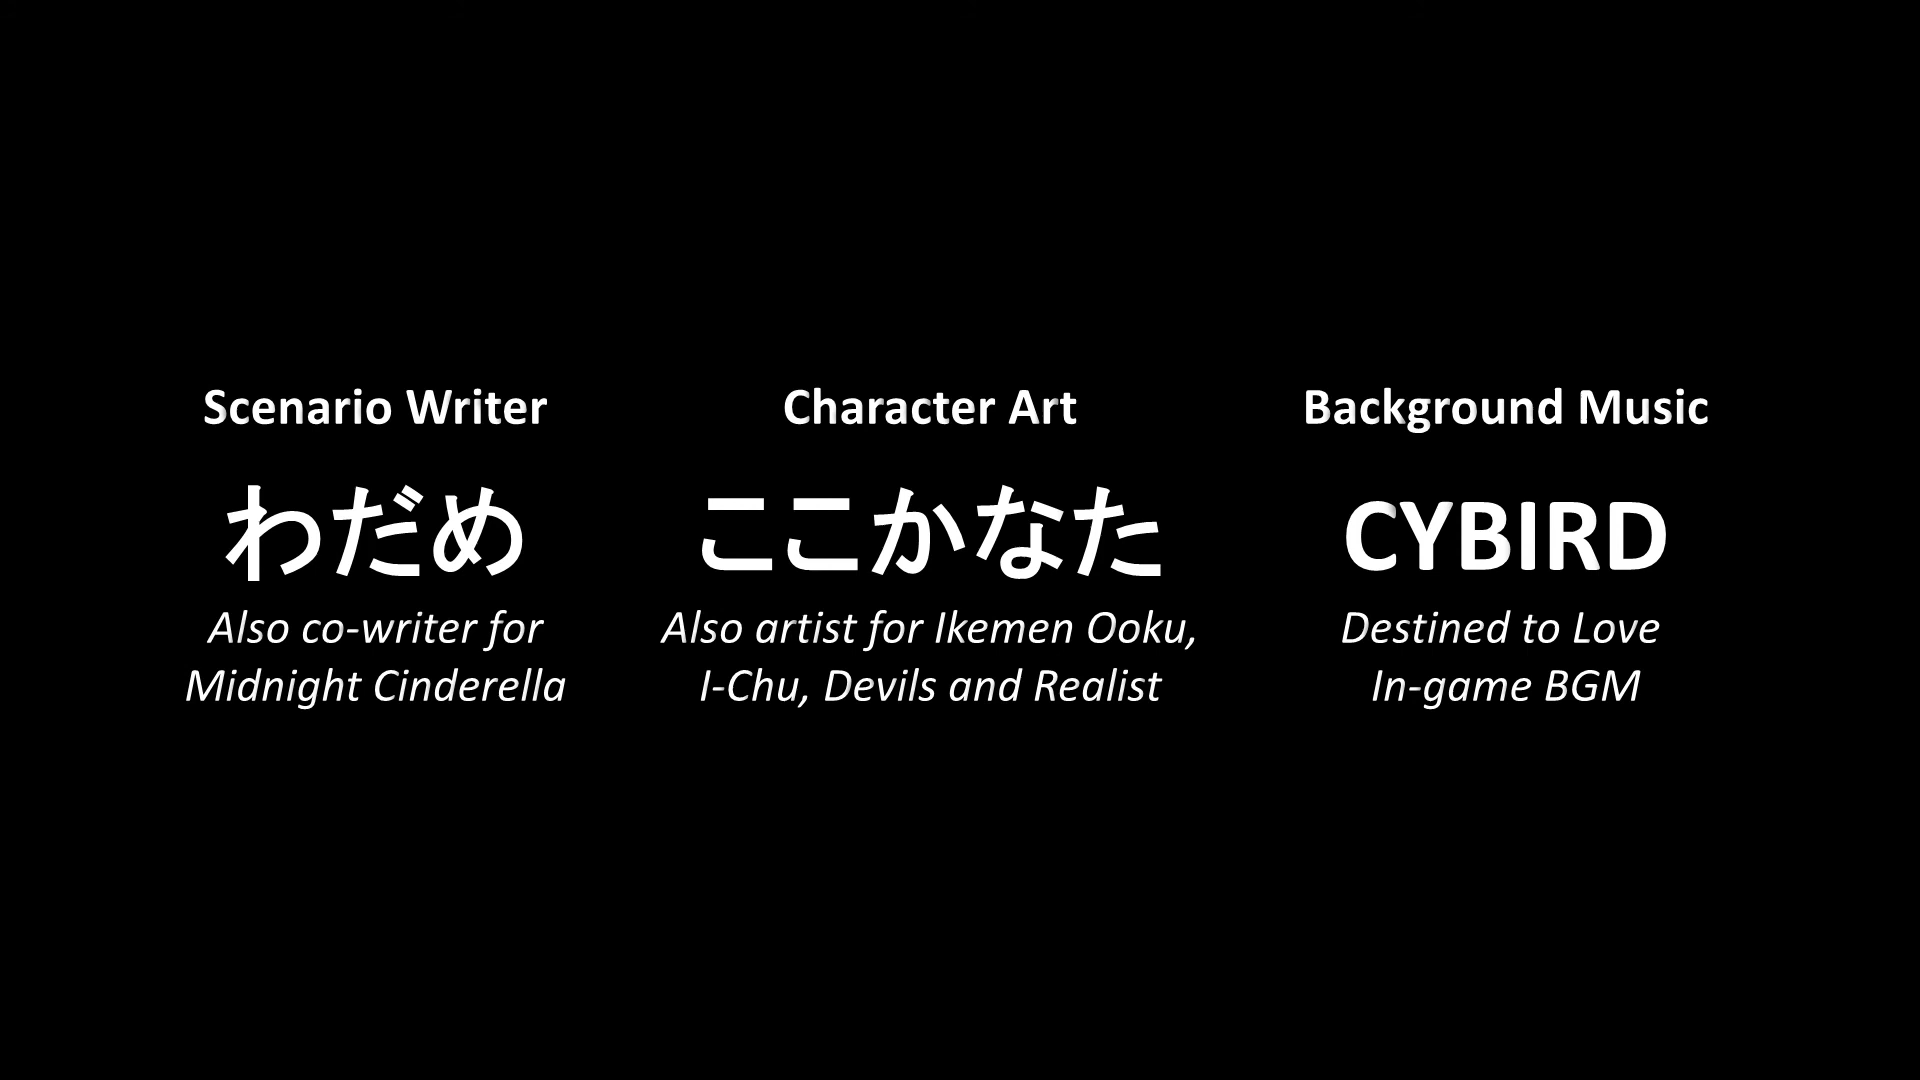 Scenario Writer
わだめ
Also co-writer for
Midnight Cinderella
Character Art
ここかなた
Also artist for Ikemen Ooku,
I-Chu, Devils and Realist
Background Music
CYBIRD
Destined to Love
In-game BGM